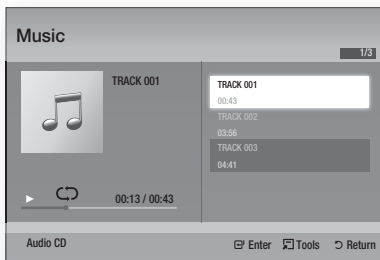 Music
1/3
TRACK 001
00:13 / 00:43
TRACK 001
00:43
TRACK 002
03:56
TRACK 003
04:41
Audio CD
Enter Tools Return